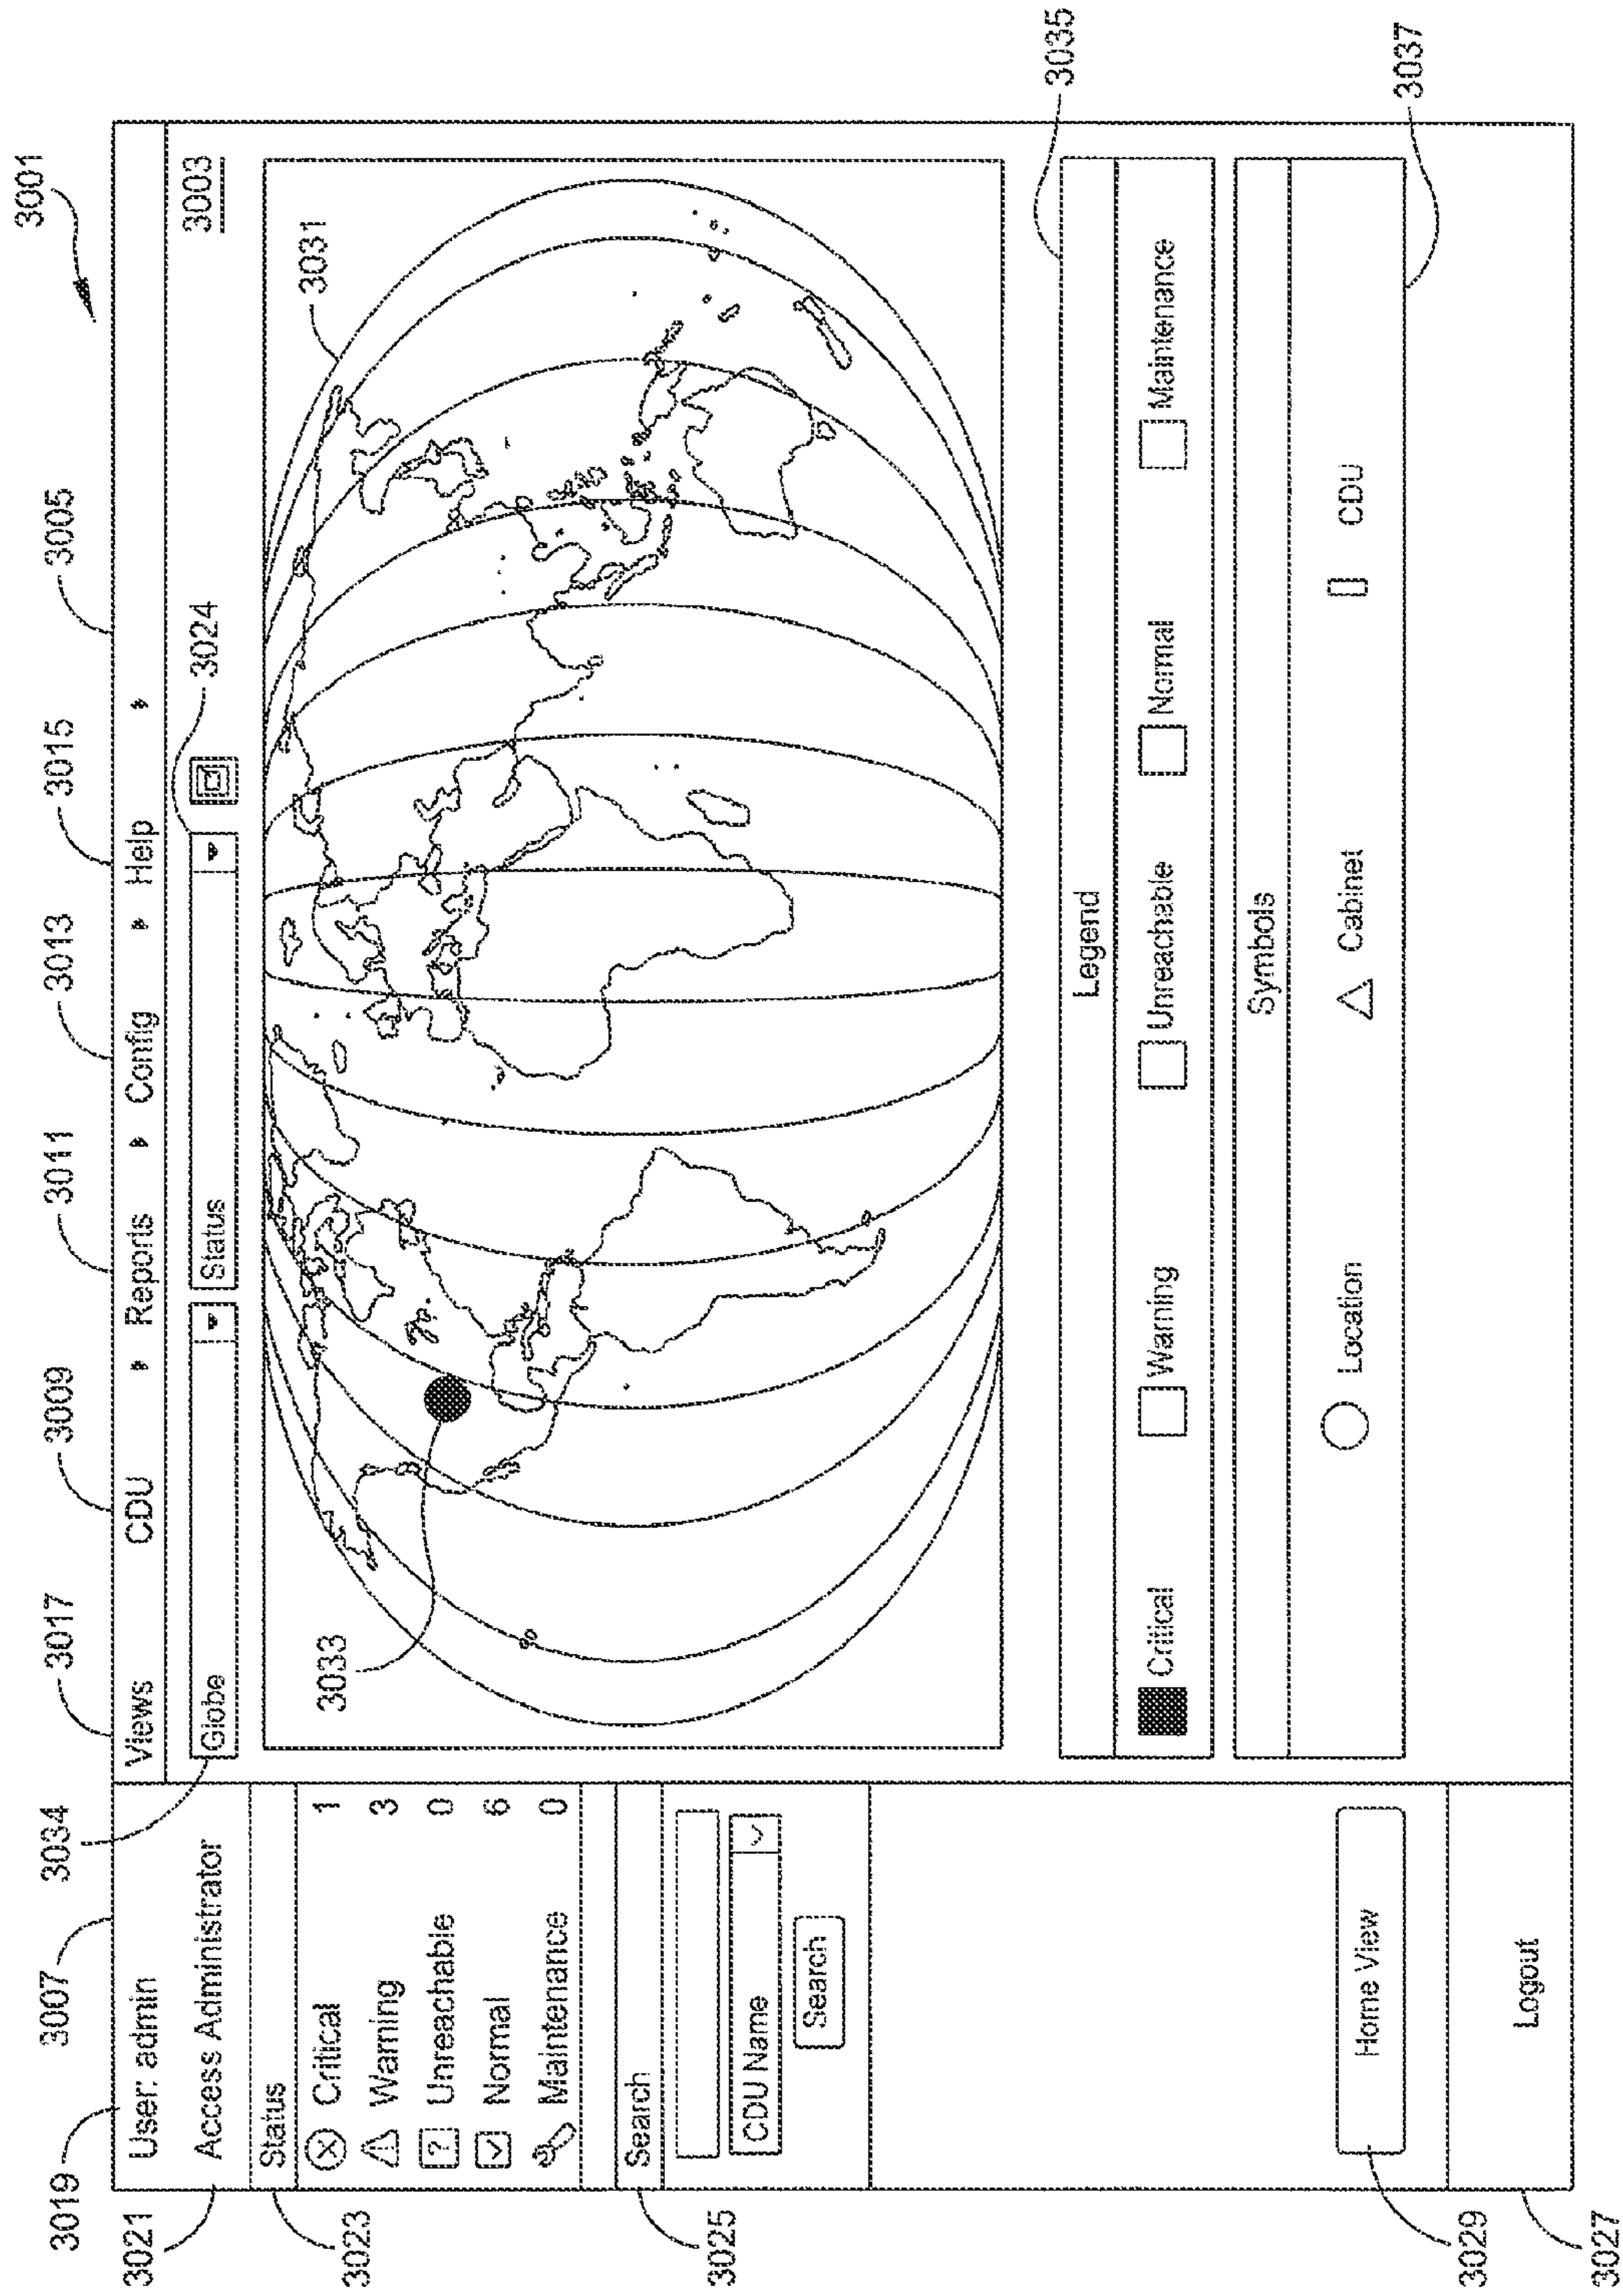 3001
3017 3009 3011 3013 3015 3005
3019 3007 3034
User: admin
Views CDU Reports Config Help
3021
Access Administrator
Globe Status 3024 3003
3023
Status
Critical 1
Warning 3
? Unreachable 0
Normal 6
Maintenance 0
3033 3031
3025
Search
CDU Name
Search
3035
Legend
Critical Warning Unreachable Normal Maintenance
Symbols
Location Cabinet CDU
3037
3029
Home View
3027
Logout